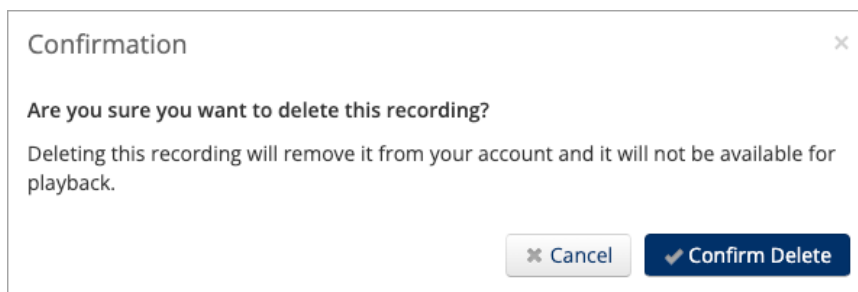 Confirmation
Are you sure you want to delete this recording?
Deleting this recording will remove it from your account and it will not be available for
playback.
Cancel
Confirm Delete